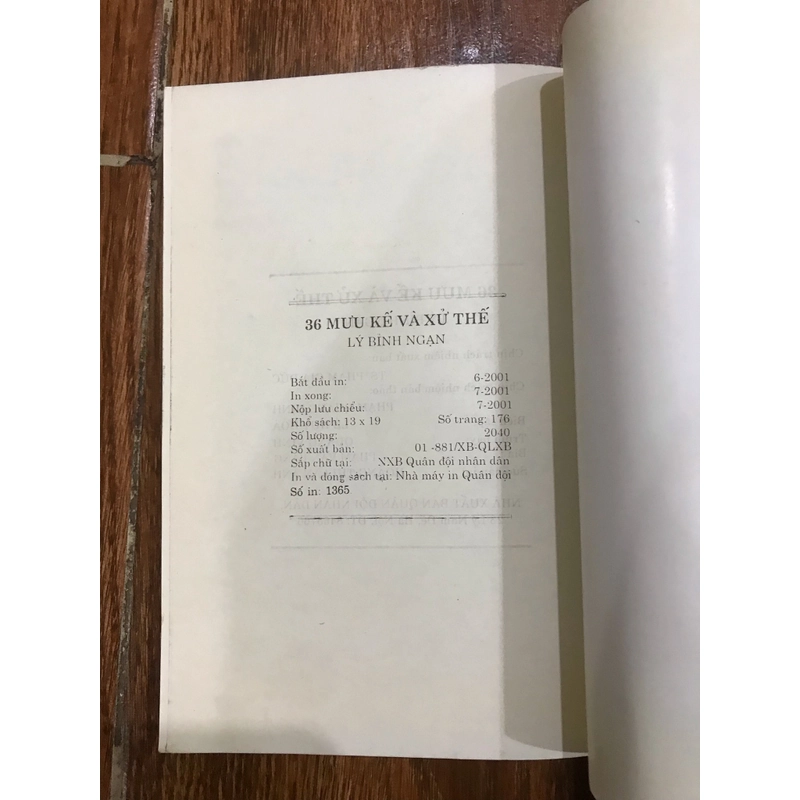 36 MƯU KẾ VÀ XỬ THẾ
LÝ BỈNH NGẠN
Bắt đầu in: 6-2001
In xong: 7-2001
Nộp lưu chiểu: 7-2001
Khổ sách: 13 x 19 Số trang: 176
Số lượng: 2040
Số xuất bản: 01 -881/XB-QLXB
Sắp chữ tại: NXB Quân đội nhân dân
In và đóng sách tại: Nhà máy in Quân đội
Số in: 1365